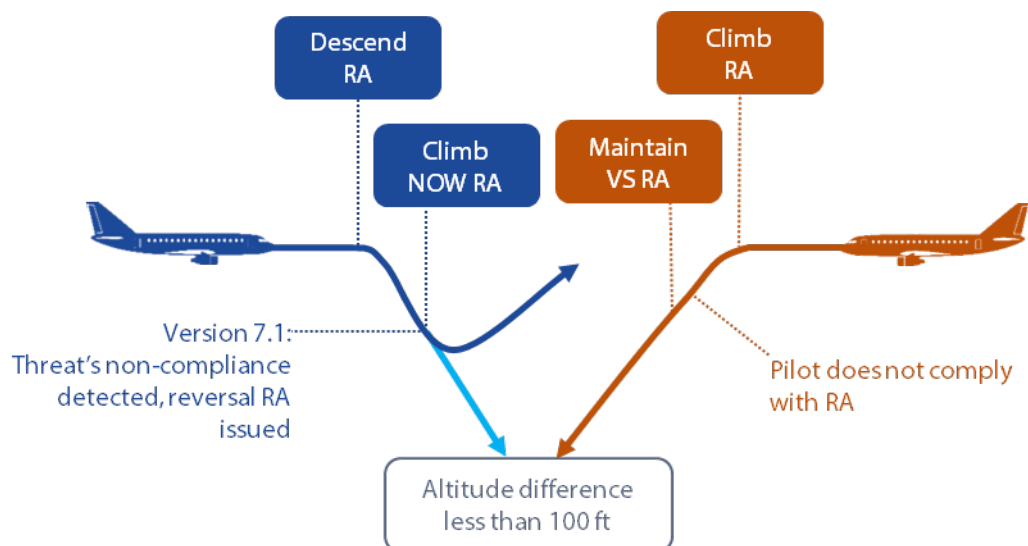 Descend
RA
Climb
RA
Climb
NOW RA
Maintain
VS RA
Version 7.1:
Threat's non-compliance
detected, reversal RA
issued
Pilot does not comply
with RA
Altitude difference
less than 100 ft